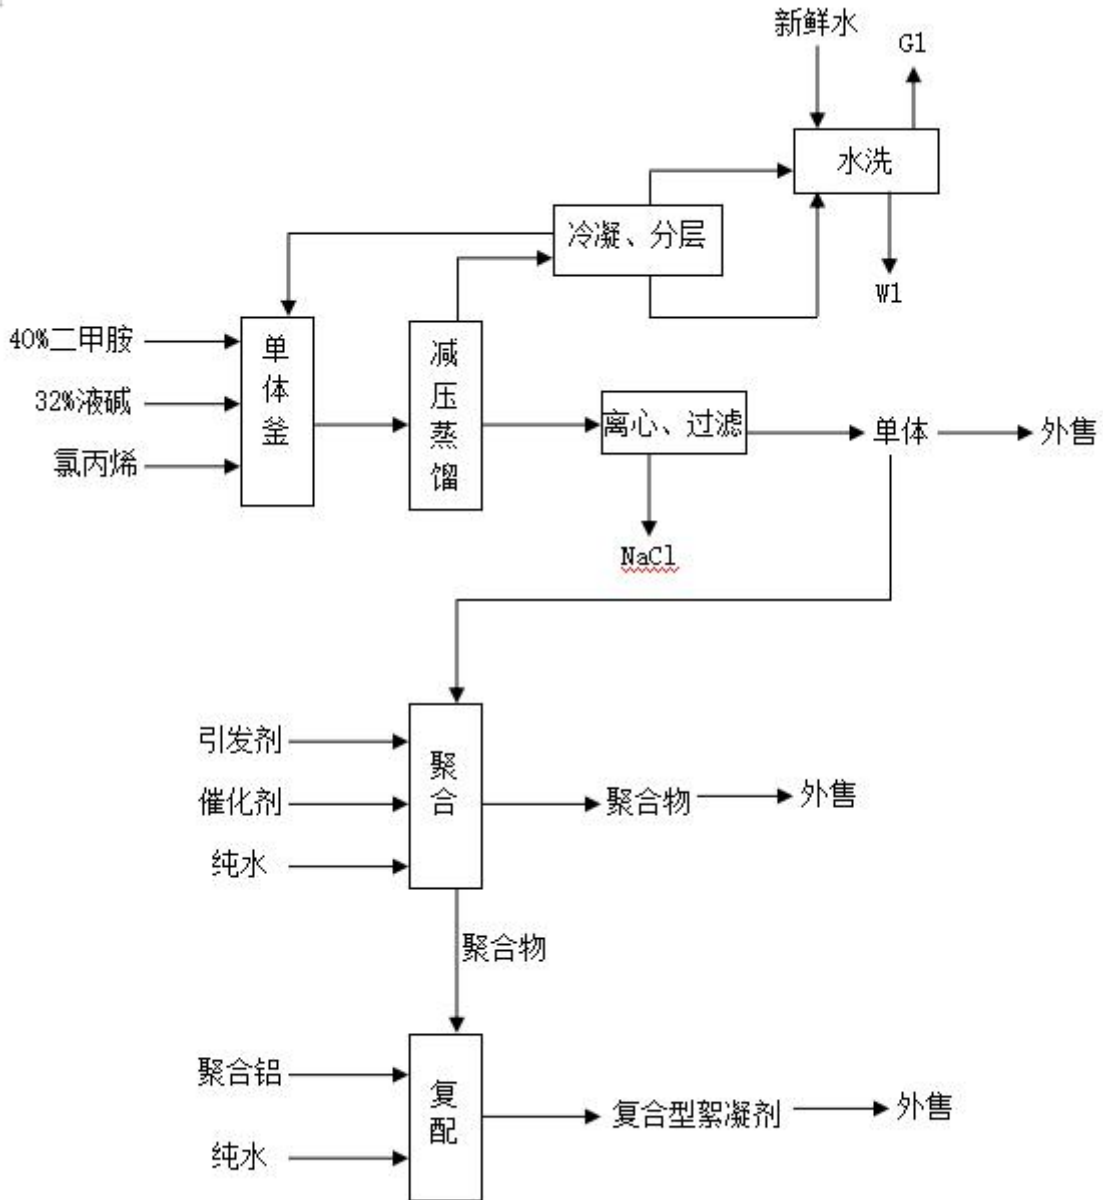 新鲜水
G1
水洗
冷凝、分层
W1
40%二甲胺
32%液碱
氯丙烯
单体釜
减压蒸馏
离心、过滤
单体
外售
NaCl
引发剂
催化剂
纯水
聚合
聚合物
外售
聚合物
聚合铝
纯水
复配
复合型絮凝剂
外售